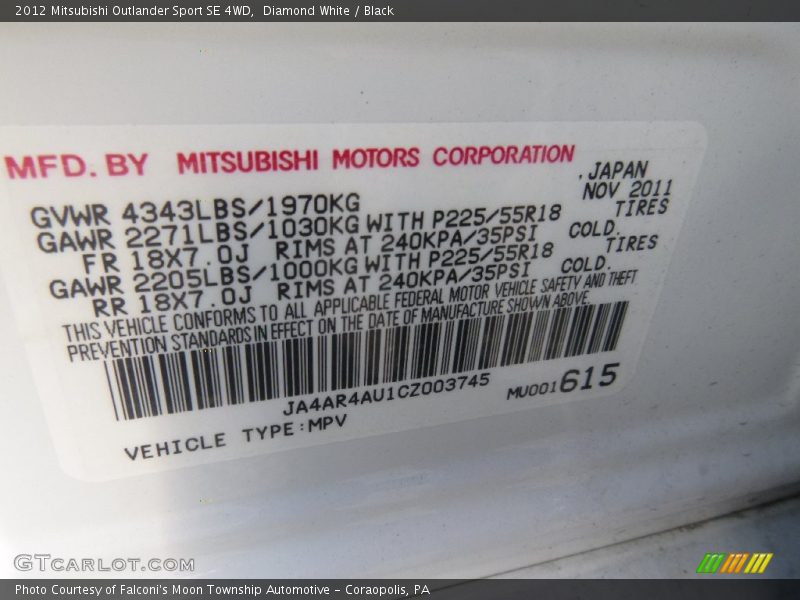 2012 Mitsubishi Outlander Sport SE 4WD,  Diamond White / Black
MFD. BY MITSUBISHI MOTORS CORPORATION
.JAPAN
GVWR 4343LBS/1970KG NOV 2011
GAWR 2271LBS/1030KG WITH P225/55R18 TIRES
FR 18X7.0J RIMS AT 240KPA/35PSI COLD.
GAWR 2205LBS/1000KG WITH P225/55R18 TIRES
RR 18X7.0J RIMS AT 240KPA/35PSI COLD.
THIS VEHICLE CONFORMS TO ALL APPLICABLE FEDERAL MOTOR VEHICLE SAFETY AND THEFT
PREVENTION STANDARDS IN EFFECT ON THE DATE OF MANUFACTURE SHOWN ABOVE.
JA4AR4AU1CZ003745 MU001615
VEHICLE TYPE:MPV
GTCARLOT.COM
Photo Courtesy of Falconi's Moon Township Automotive – Coraopolis, PA